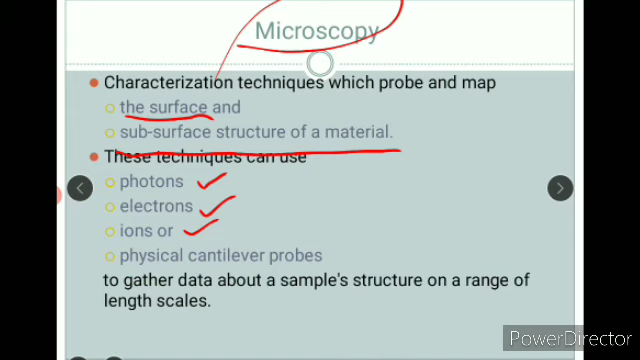 Microscopy
Characterization techniques which probe and map
the surface and
sub-surface structure of a material.
These techniques can use
photons
electrons
ions or
physical cantilever probes
to gather data about a sample's structure on a range of
length scales.
PowerDirector